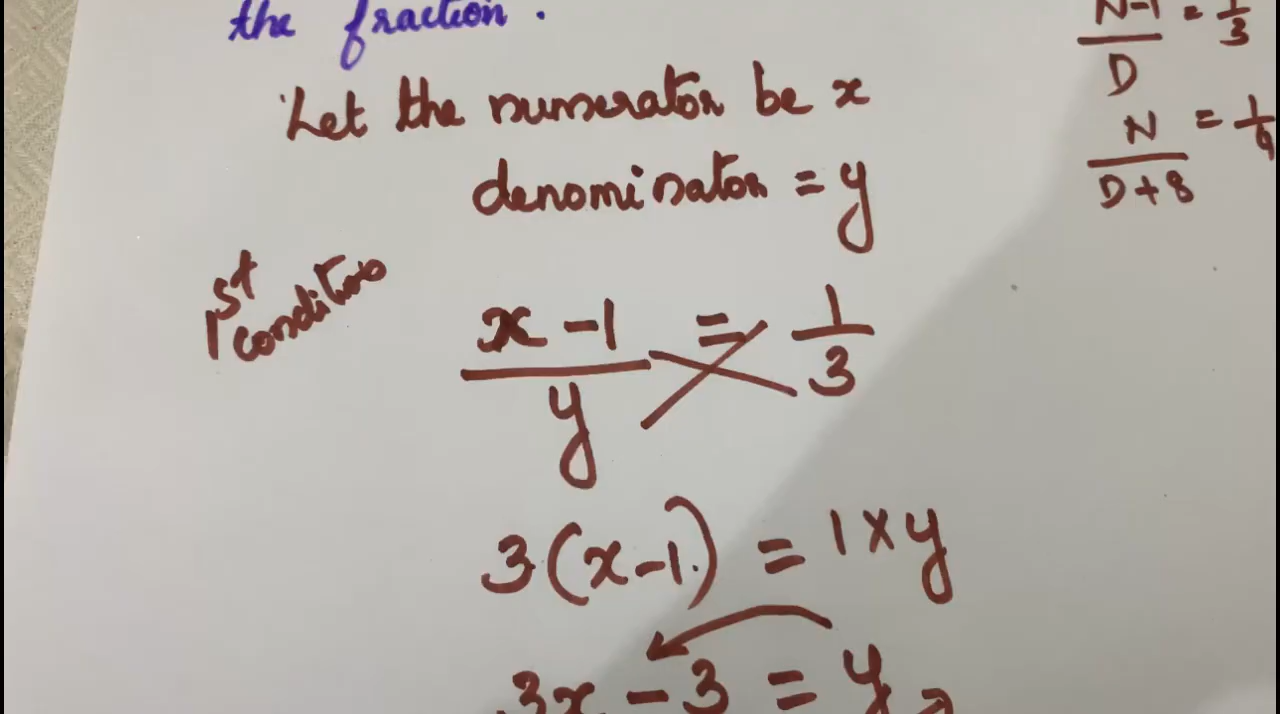 the fraction.
N-1/D = 1/3
Let the numerator be x
N/D+8 =
denominator = y
1st condition
x-1/y = 1/3
3(x-1) = 1×y
3x - 3 = y